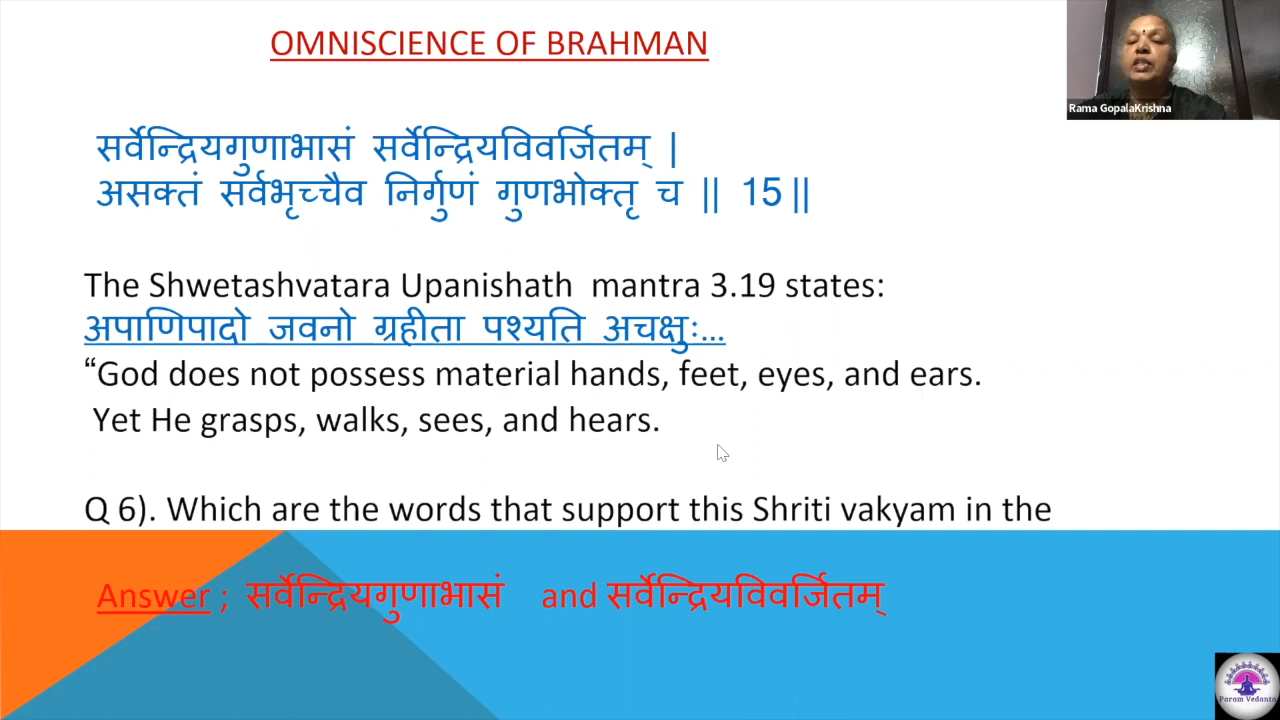 OMNISCIENCE OF BRAHMAN
Rama GopalaKrishna
सर्वेन्द्रियगुणाभासं सर्वेन्द्रियविवर्जितम् |
असक्तं सर्वभृच्चैव निर्गुणं गुणभोक्तृ च || 15 ||
The Shwetashvatara Upanishath mantra 3.19 states:
अपाणिपादो जवनो ग्रहीता पश्यति अचक्षुः...
“God does not possess material hands, feet, eyes, and ears.
Yet He grasps, walks, sees, and hears.
Q 6). Which are the words that support this Shriti vakyam in the
Answer ; सर्वेन्द्रियगुणाभासं and सर्वेन्द्रियविवर्जितम्
Param Vedanta